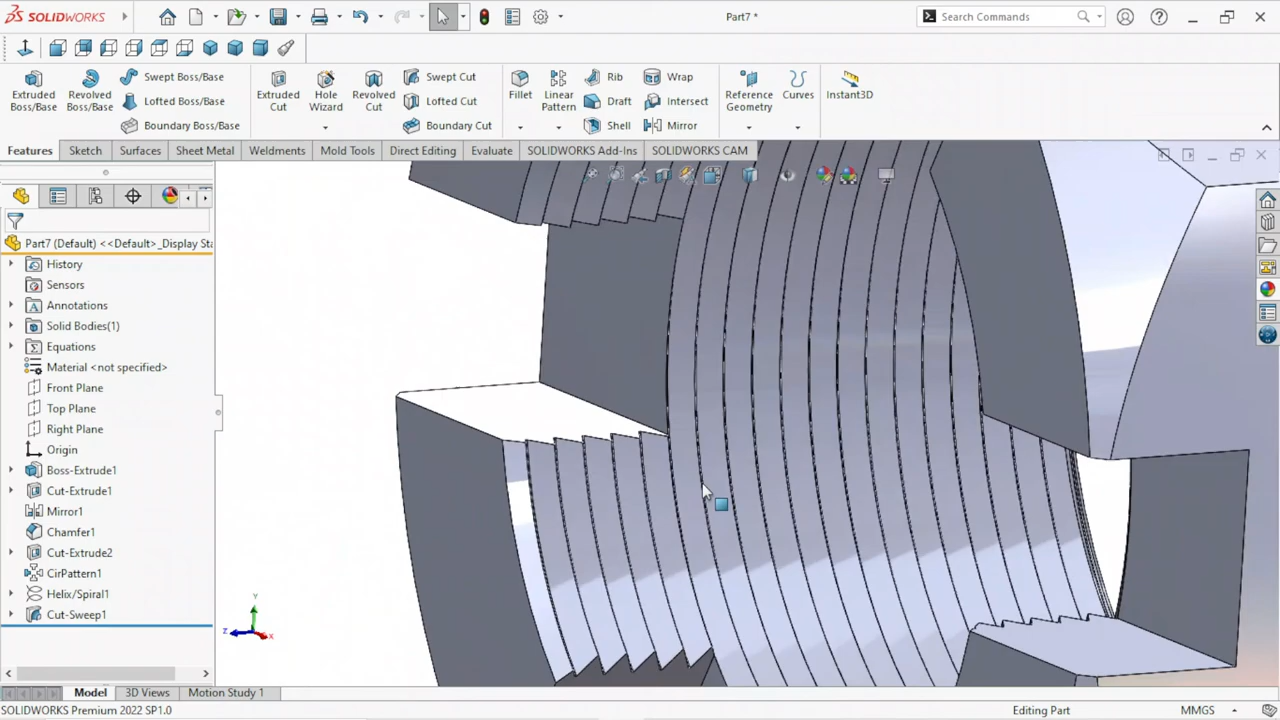 SOLIDWORKS
Part7 *
Search Commands
Extruded Boss/Base
Revolved Boss/Base
Swept Boss/Base
Lofted Boss/Base
Boundary Boss/Base
Extruded Cut
Hole Wizard
Revolved Cut
Swept Cut
Lofted Cut
Boundary Cut
Fillet
Linear Pattern
Rib
Draft
Shell
Wrap
Intersect
Mirror
Reference Geometry
Curves
Instant3D
Features
Sketch
Surfaces
Sheet Metal
Weldments
Mold Tools
Direct Editing
Evaluate
SOLIDWORKS Add-Ins
SOLIDWORKS CAM
Part7 (Default) <<Default>_Display Sta
History
Sensors
Annotations
Solid Bodies(1)
Equations
Material <not specified>
Front Plane
Top Plane
Right Plane
Origin
Boss-Extrude1
Cut-Extrude1
Mirror1
Chamfer1
Cut-Extrude2
CirPattern1
Helix/Spiral1
Cut-Sweep1
Y
Z
X
Model
3D Views
Motion Study 1
SOLIDWORKS Premium 2022 SP1.0
Editing Part
MMGS